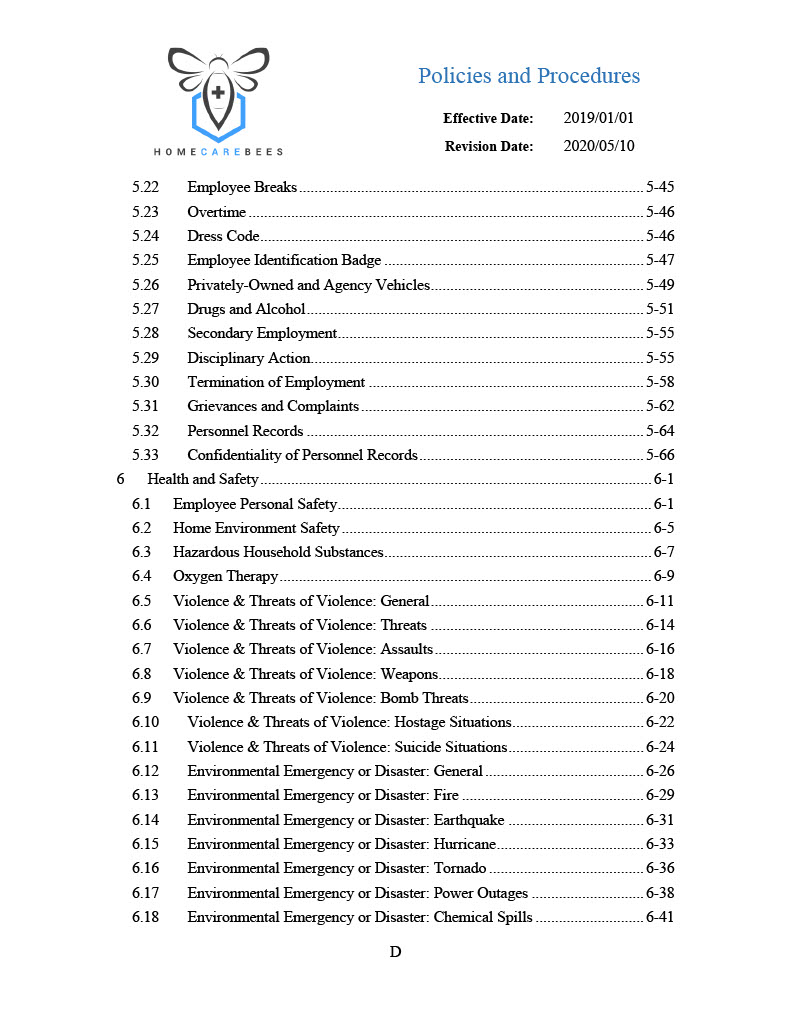 HOMECAREBEES
Policies and Procedures
Effective Date: 2019/01/01
Revision Date: 2020/05/10
5.22 Employee Breaks 5-45
5.23 Overtime 5-46
5.24 Dress Code 5-46
5.25 Employee Identification Badge 5-47
5.26 Privately-Owned and Agency Vehicles 5-49
5.27 Drugs and Alcohol 5-51
5.28 Secondary Employment 5-55
5.29 Disciplinary Action 5-55
5.30 Termination of Employment 5-58
5.31 Grievances and Complaints 5-62
5.32 Personnel Records 5-64
5.33 Confidentiality of Personnel Records 5-66
6 Health and Safety 6-1
6.1 Employee Personal Safety 6-1
6.2 Home Environment Safety 6-5
6.3 Hazardous Household Substances 6-7
6.4 Oxygen Therapy 6-9
6.5 Violence & Threats of Violence: General 6-11
6.6 Violence & Threats of Violence: Threats 6-14
6.7 Violence & Threats of Violence: Assaults 6-16
6.8 Violence & Threats of Violence: Weapons 6-18
6.9 Violence & Threats of Violence: Bomb Threats 6-20
6.10 Violence & Threats of Violence: Hostage Situations 6-22
6.11 Violence & Threats of Violence: Suicide Situations 6-24
6.12 Environmental Emergency or Disaster: General 6-26
6.13 Environmental Emergency or Disaster: Fire 6-29
6.14 Environmental Emergency or Disaster: Earthquake 6-31
6.15 Environmental Emergency or Disaster: Hurricane 6-33
6.16 Environmental Emergency or Disaster: Tornado 6-36
6.17 Environmental Emergency or Disaster: Power Outages 6-38
6.18 Environmental Emergency or Disaster: Chemical Spills 6-41
D